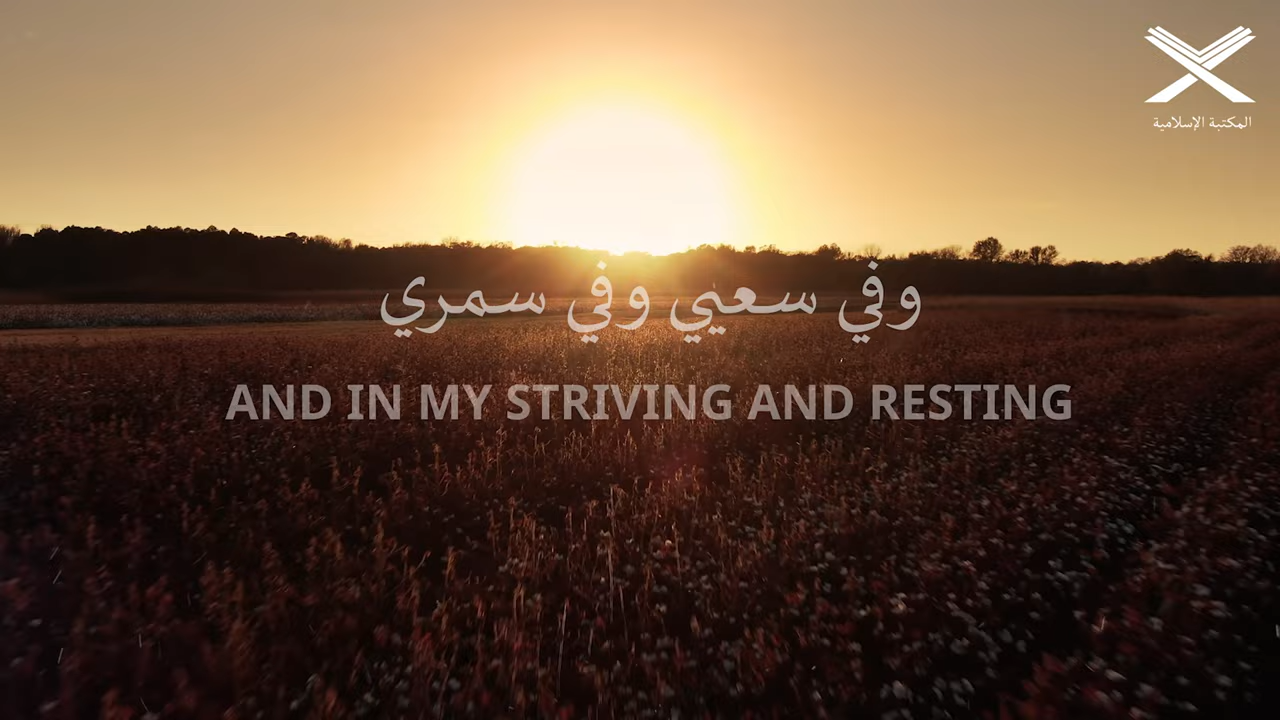 المكتبة الإسلامية
وفي سعيي وفي سمري
AND IN MY STRIVING AND RESTING